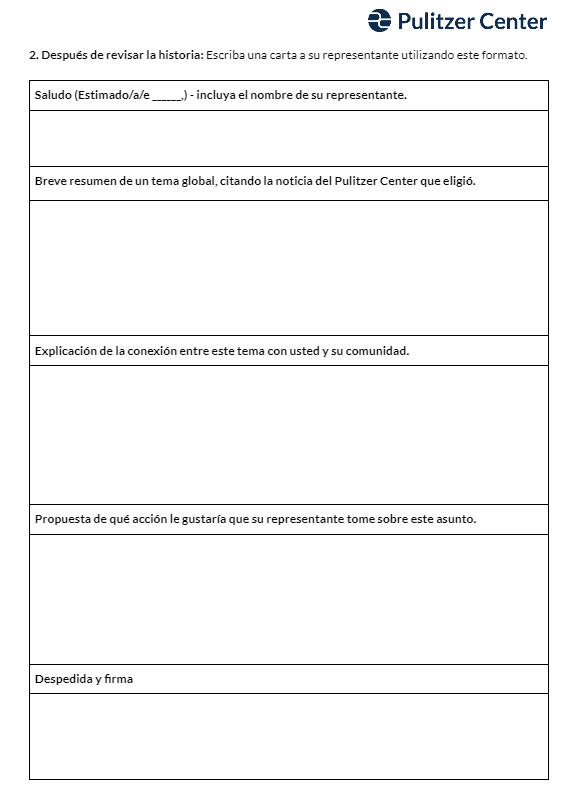 Pulitzer Center
2. Después de revisar la historia: Escriba una carta a su representante utilizando este formato.
Saludo (Estimado/a/e ______,) - incluya el nombre de su representante.
Breve resumen de un tema global, citando la noticia del Pulitzer Center que eligió.
Explicación de la conexión entre este tema con usted y su comunidad.
Propuesta de qué acción le gustaría que su representante tome sobre este asunto.
Despedida y firma